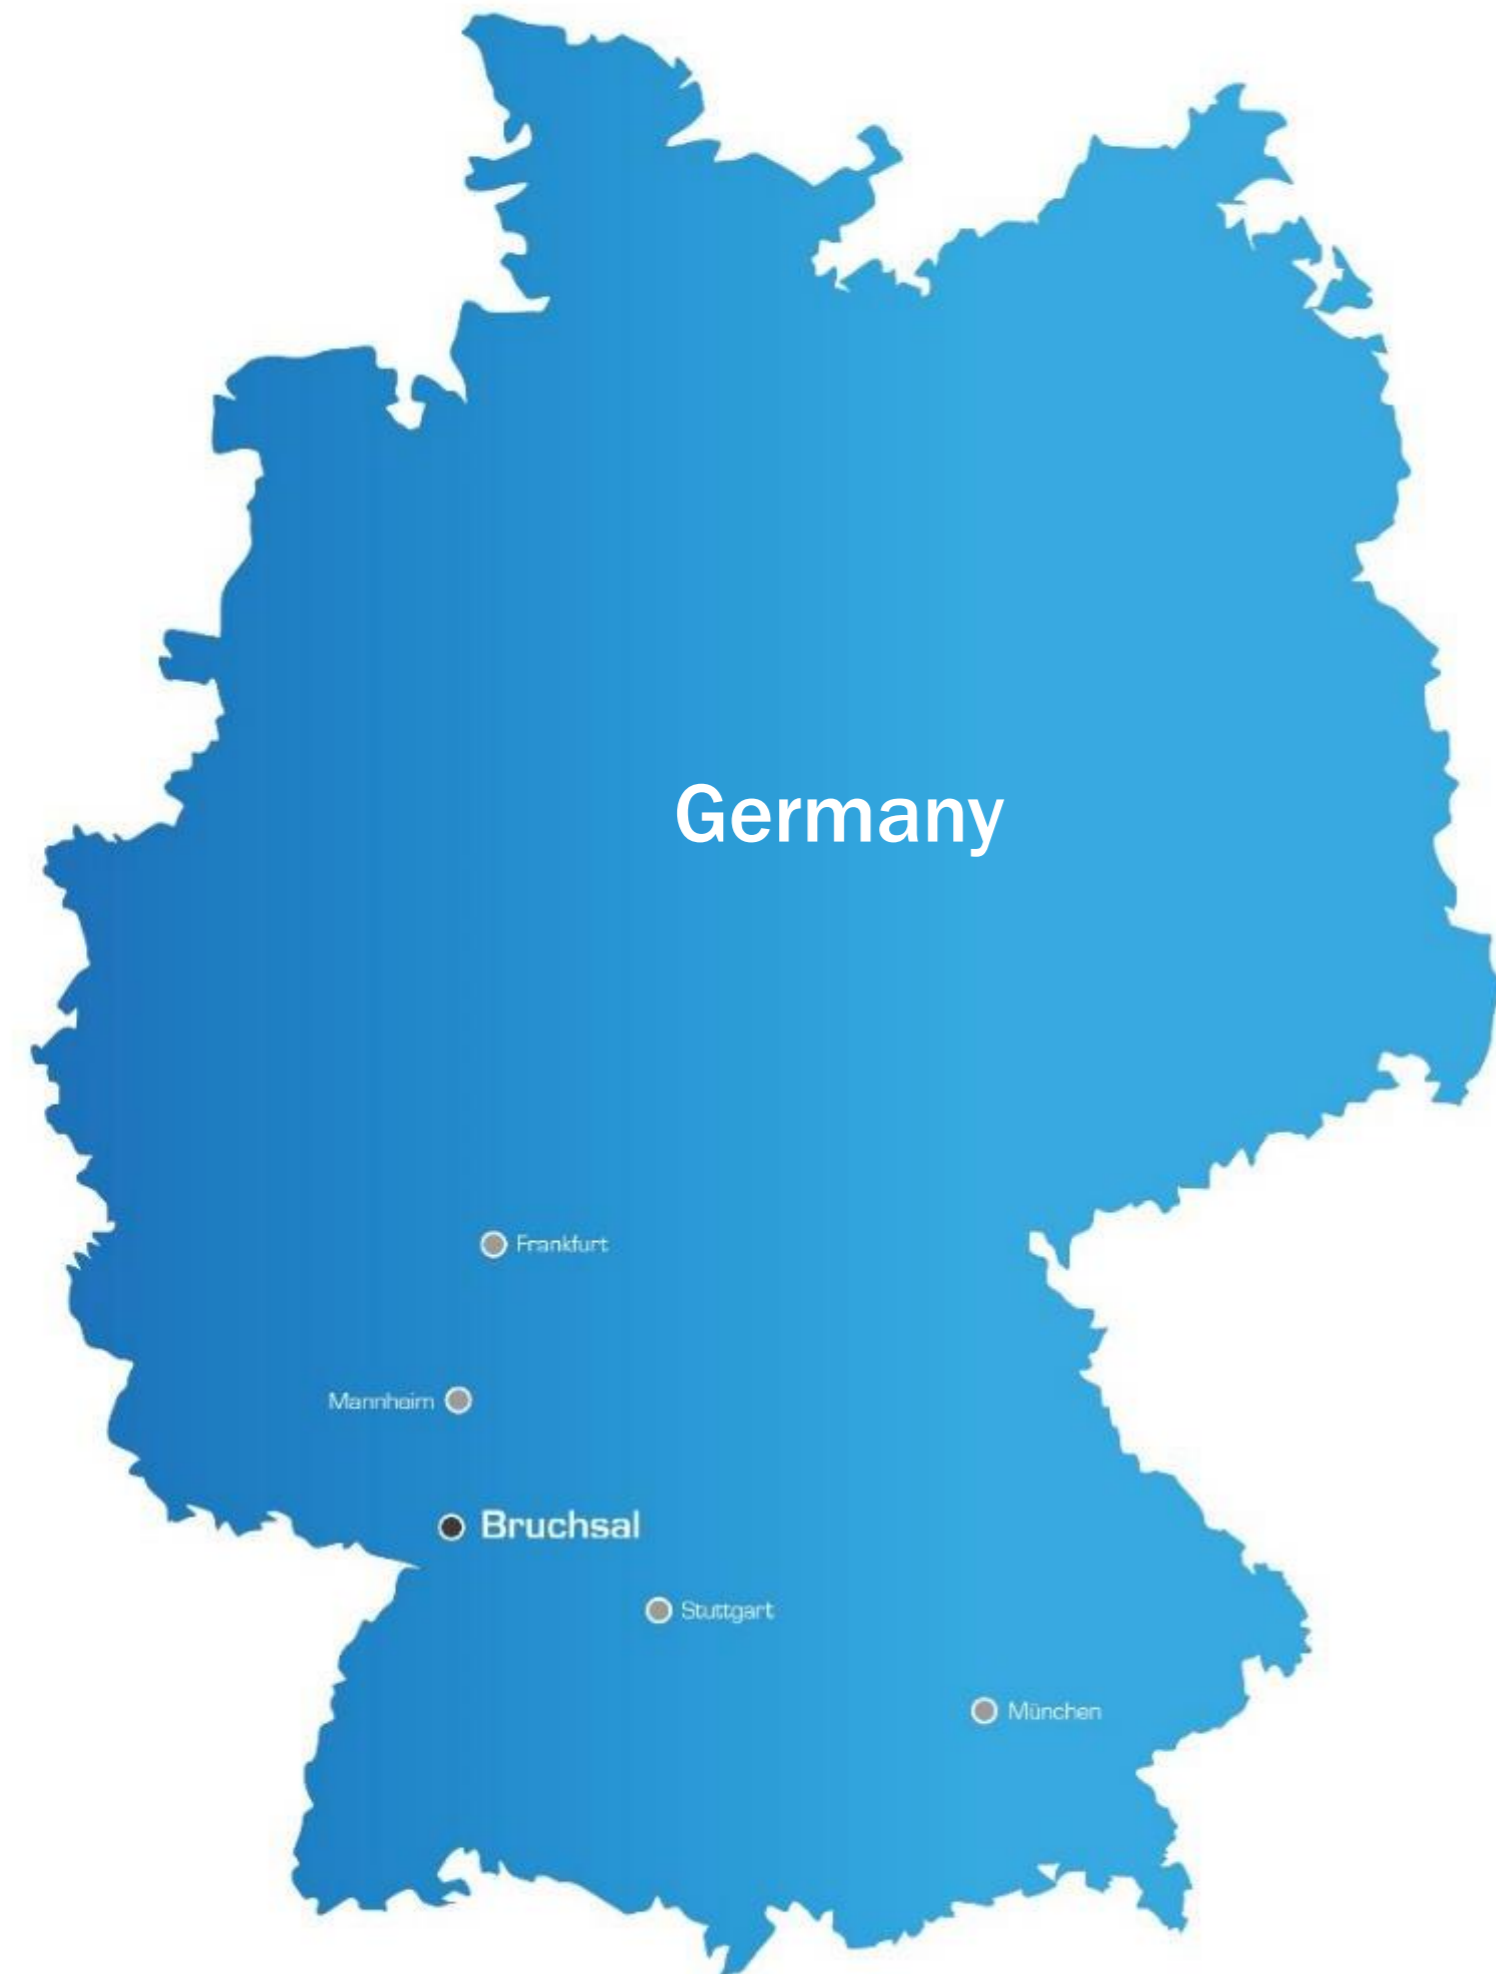 Germany
Frankfurt
Mannheim
Bruchsal
Stuttgart
München